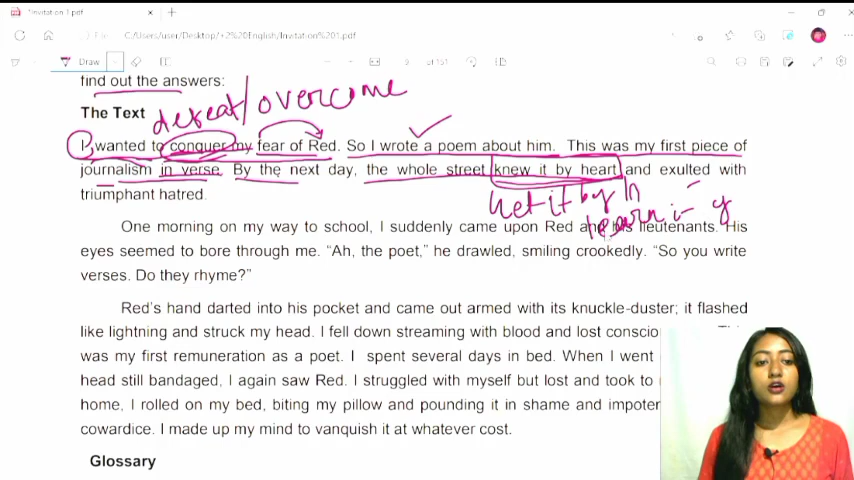 Invitation 1.pdf
C:/Users/user/Desktop/+2%20English/Invitation%201.pdf
Draw
9 of 151
find out the answers:
The Text
defeat/overcome
I wanted to conquer my fear of Red. So I wrote a poem about him. This was my first piece of
journalism in verse. By the next day, the whole street knew it by heart and exulted with
triumphant hatred.
One morning on my way to school, I suddenly came upon Red and his lieutenants. His
eyes seemed to bore through me. “Ah, the poet,” he drawled, smiling crookedly. “So you write
verses. Do they rhyme?”
Red's hand darted into his pocket and came out armed with its knuckle-duster; it flashed
like lightning and struck my head. I fell down streaming with blood and lost
was my first remuneration as a poet. I spent several days in bed. When I went
head still bandaged, I again saw Red. I struggled with myself but lost and took to
home, I rolled on my bed, biting my pillow and pounding it in shame and
cowardice. I made up my mind to vanquish it at whatever cost.
Glossary